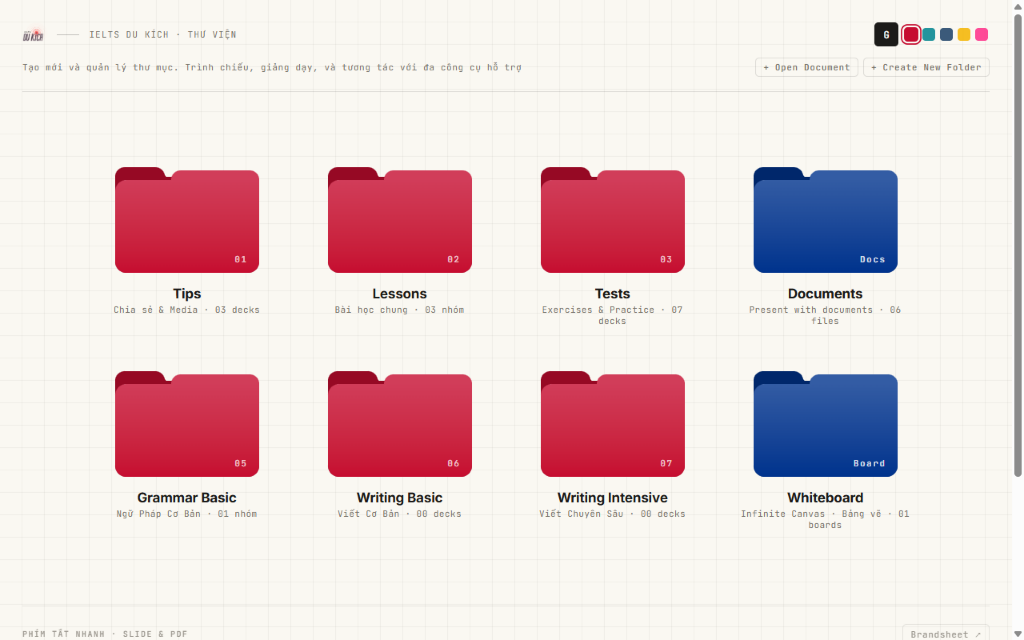 DU KÍCH
IELTS DU KÍCH · THƯ VIỆN
G
Tạo mới và quản lý thư mục. Trình chiếu, giảng dạy, và tương tác với đa công cụ hỗ trợ
+ Open Document
+ Create New Folder
01
02
03
Docs
Tips
Lessons
Tests
Documents
Chia sẻ & Media · 03 decks
Bài học chung · 03 nhóm
Exercises & Practice · 07
decks
Present with documents · 06
files
05
06
07
Board
Grammar Basic
Writing Basic
Writing Intensive
Whiteboard
Ngữ Pháp Cơ Bản · 01 nhóm
Viết Cơ Bản · 00 decks
Viết Chuyên Sâu · 00 decks
Infinite Canvas · Bảng vẽ · 01
boards
PHÍM TẮT NHANH · SLIDE & PDF
Brandsheet ↗